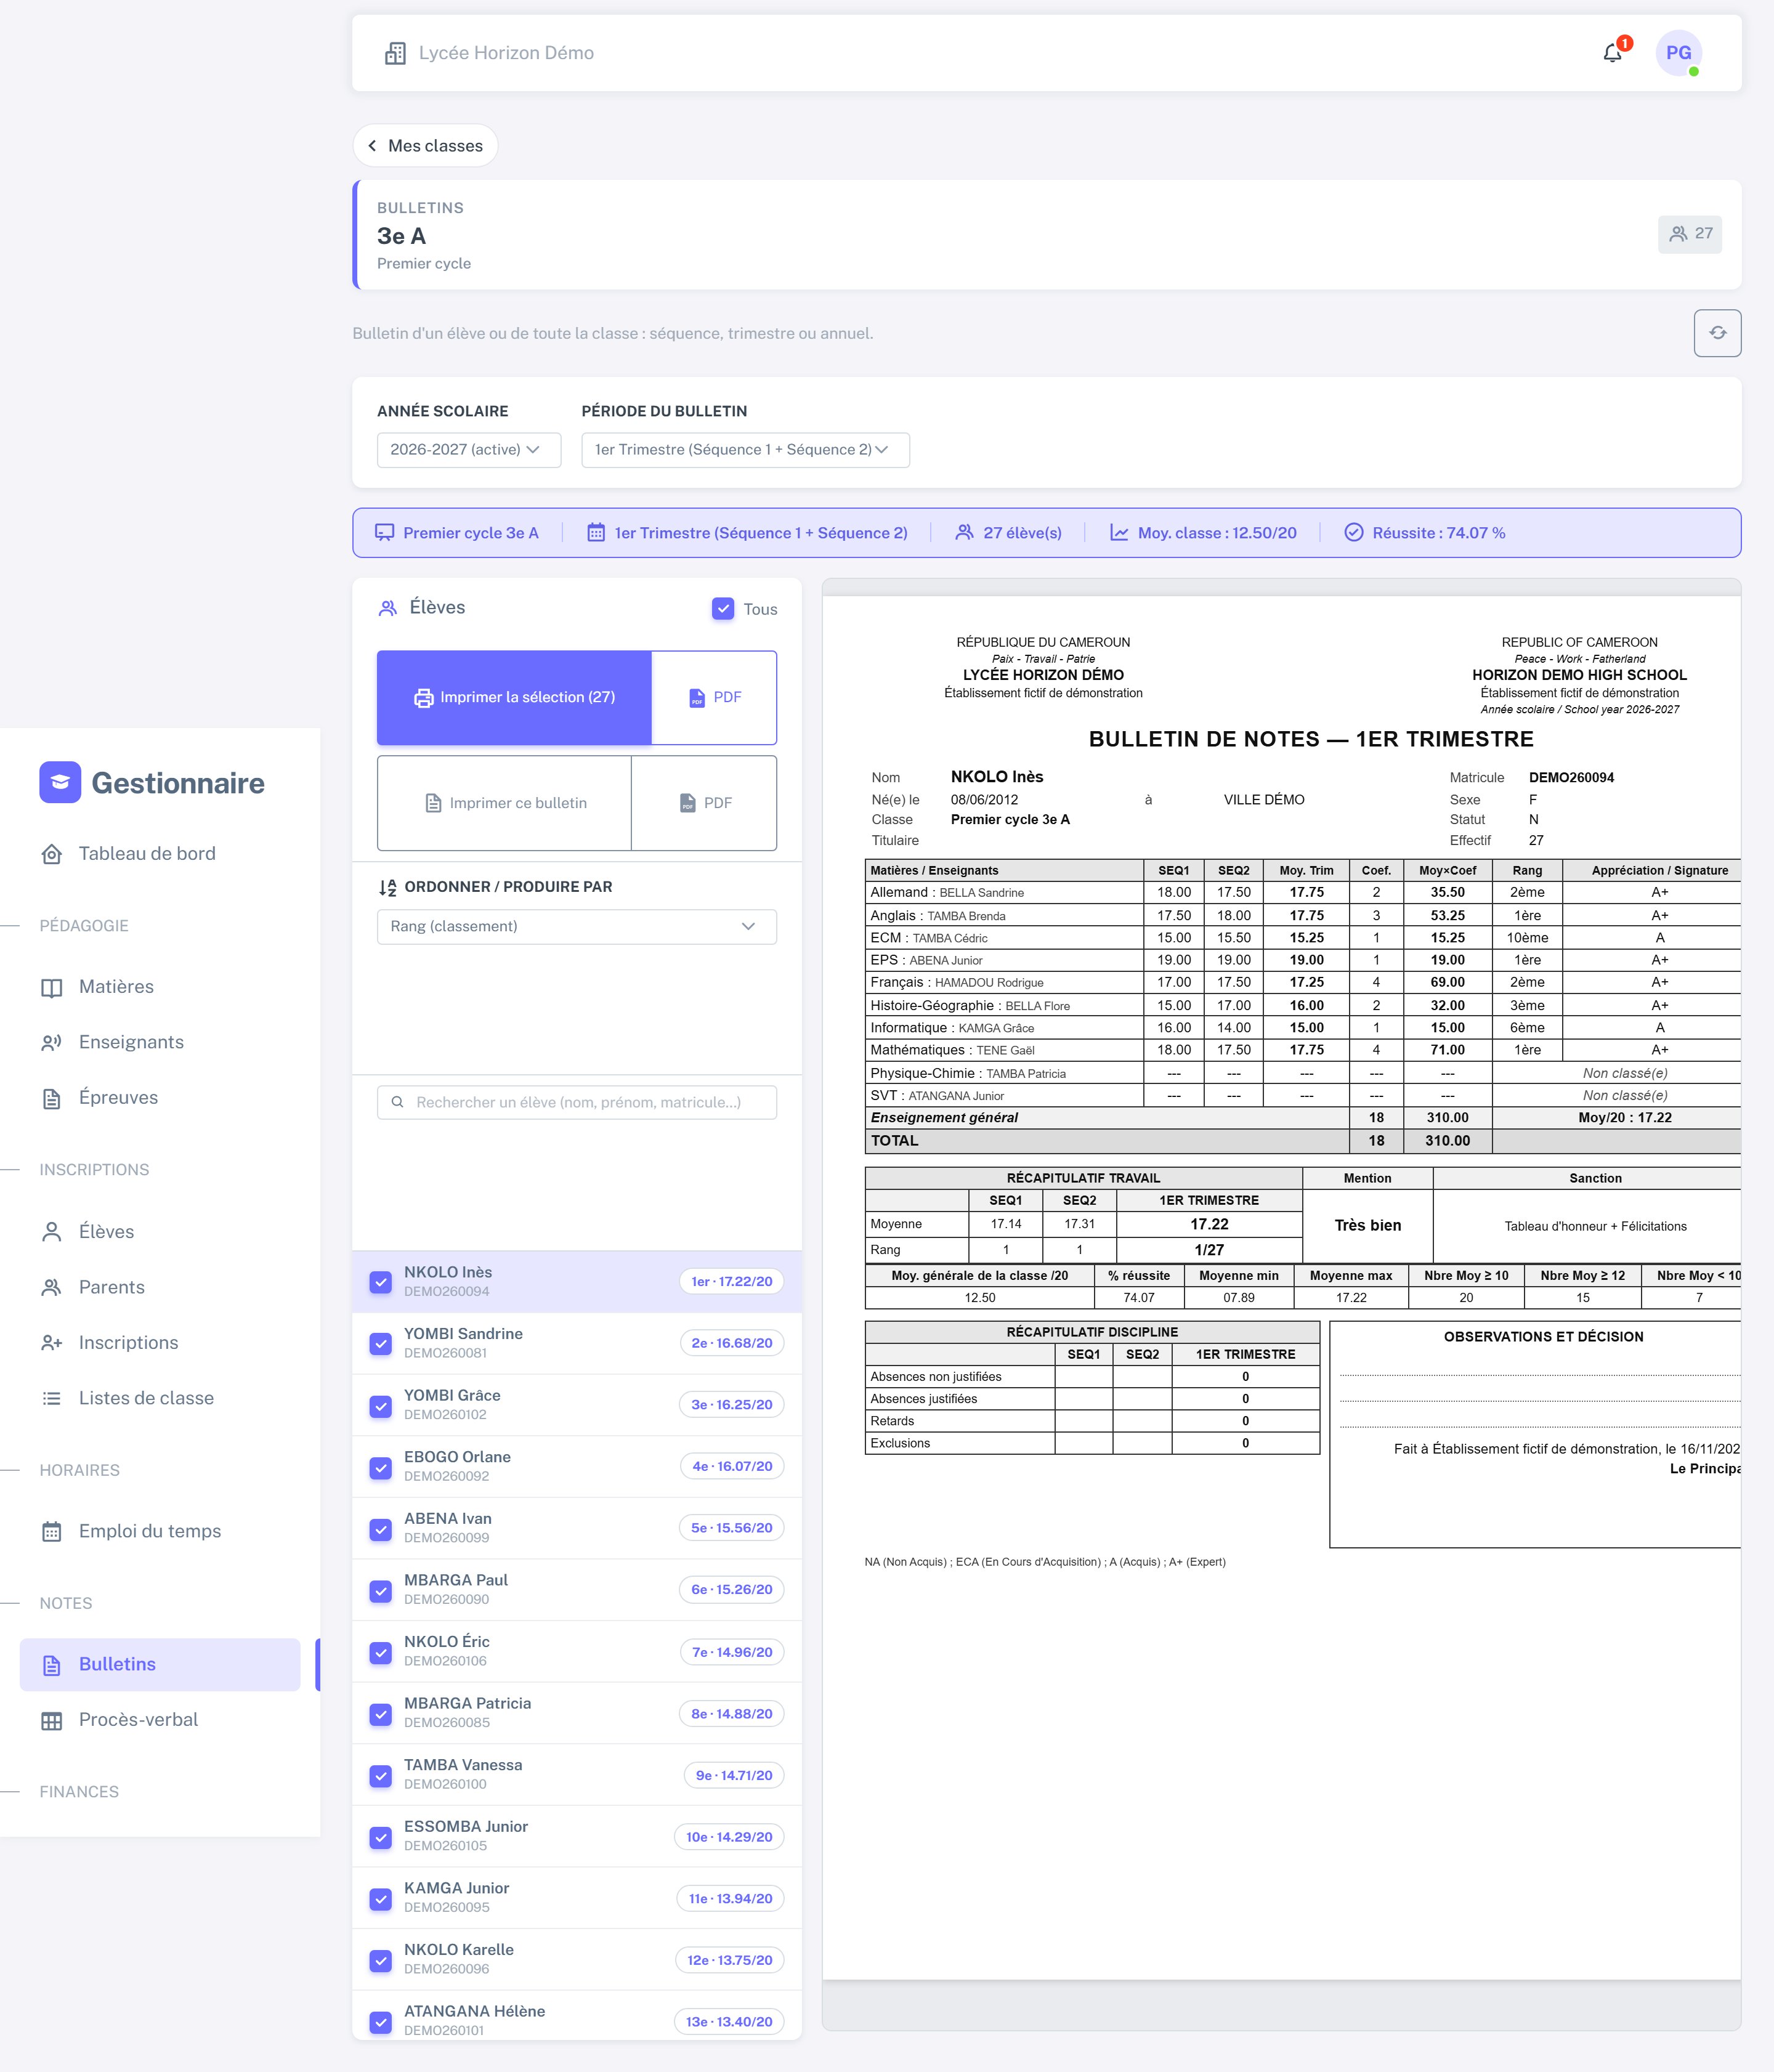 Lycée Horizon Démo
1
PG
Mes classes
BULLETINS
3e A
Premier cycle
27
Bulletin d'un élève ou de toute la classe : séquence, trimestre ou annuel.
ANNÉE SCOLAIRE
PÉRIODE DU BULLETIN
2026-2027 (active)
1er Trimestre (Séquence 1 + Séquence 2)
Premier cycle 3e A
1er Trimestre (Séquence 1 + Séquence 2)
27 élève(s)
Moy. classe : 12.50/20
Réussite : 74.07 %
Gestionnaire
Tableau de bord
PÉDAGOGIE
Matières
Enseignants
Épreuves
INSCRIPTIONS
Élèves
Parents
Inscriptions
Listes de classe
HORAIRES
Emploi du temps
NOTES
Bulletins
Procès-verbal
FINANCES
Élèves
Tous
Imprimer la sélection (27)
PDF
Imprimer ce bulletin
PDF
ORDONNER / PRODUIRE PAR
Rang (classement)
Rechercher un élève (nom, prénom, matricule...)
NKOLO Inès
DEMO260094
1er · 17.22/20
YOMBI Sandrine
DEMO260081
2e · 16.68/20
YOMBI Grâce
DEMO260102
3e · 16.25/20
EBOGO Orlane
DEMO260092
4e · 16.07/20
ABENA Ivan
DEMO260099
5e · 15.56/20
MBARGA Paul
DEMO260090
6e · 15.26/20
NKOLO Éric
DEMO260106
7e · 14.96/20
MBARGA Patricia
DEMO260085
8e · 14.88/20
TAMBA Vanessa
DEMO260100
9e · 14.71/20
ESSOMBA Junior
DEMO260105
10e · 14.29/20
KAMGA Junior
DEMO260095
11e · 13.94/20
NKOLO Karelle
DEMO260096
12e · 13.75/20
ATANGANA Hélène
DEMO260101
13e · 13.40/20
RÉPUBLIQUE DU CAMEROUN
Paix - Travail - Patrie
LYCÉE HORIZON DÉMO
Établissement fictif de démonstration
REPUBLIC OF CAMEROON
Peace - Work - Fatherland
HORIZON DEMO HIGH SCHOOL
Établissement fictif de démonstration
Année scolaire / School year 2026-2027
BULLETIN DE NOTES — 1ER TRIMESTRE
Nom NKOLO Inès Matricule DEMO260094
Né(e) le 08/06/2012 à VILLE DÉMO Sexe F
Classe Premier cycle 3e A Statut N
Titulaire Effectif 27
Matières / Enseignants SEQ1 SEQ2 Moy. Trim Coef. Moy×Coef Rang Appréciation / Signature
Allemand : BELLA Sandrine 18.00 17.50 17.75 2 35.50 2ème A+
Anglais : TAMBA Brenda 17.50 18.00 17.75 3 53.25 1ère A+
ECM : TAMBA Cédric 15.00 15.50 15.25 1 15.25 10ème A
EPS : ABENA Junior 19.00 19.00 19.00 1 19.00 1ère A+
Français : HAMADOU Rodrigue 17.00 17.50 17.25 4 69.00 2ème A+
Histoire-Géographie : BELLA Flore 15.00 17.00 16.00 2 32.00 3ème A+
Informatique : KAMGA Grâce 16.00 14.00 15.00 1 15.00 6ème A
Mathématiques : TENE Gaël 18.00 17.50 17.75 4 71.00 1ère A+
Physique-Chimie : TAMBA Patricia --- --- --- --- --- Non classé(e)
SVT : ATANGANA Junior --- --- --- --- --- Non classé(e)
Enseignement général 18 310.00 Moy/20 : 17.22
TOTAL 18 310.00
RÉCAPITULATIF TRAVAIL Mention Sanction
SEQ1 SEQ2 1ER TRIMESTRE
Moyenne 17.14 17.31 17.22 Très bien Tableau d'honneur + Félicitations
Rang 1 1 1/27
Moy. générale de la classe /20 % réussite Moyenne min Moyenne max Nbre Moy ≥ 10 Nbre Moy ≥ 12 Nbre Moy < 10
12.50 74.07 07.89 17.22 20 15 7
RÉCAPITULATIF DISCIPLINE
SEQ1 SEQ2 1ER TRIMESTRE
Absences non justifiées 0
Absences justifiées 0
Retards 0
Exclusions 0
OBSERVATIONS ET DÉCISION
Fait à Établissement fictif de démonstration, le 16/11/202
Le Principa
NA (Non Acquis) ; ECA (En Cours d'Acquisition) ; A (Acquis) ; A+ (Expert)